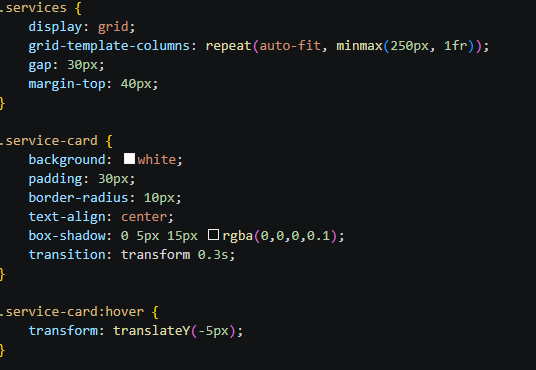 .services {
    display: grid;
    grid-template-columns: repeat(auto-fit, minmax(250px, 1fr));
    gap: 30px;
    margin-top: 40px;
}

.service-card {
    background: white;
    padding: 30px;
    border-radius: 10px;
    text-align: center;
    box-shadow: 0 5px 15px rgba(0,0,0,0.1);
    transition: transform 0.3s;
}

.service-card:hover {
    transform: translateY(-5px);
}